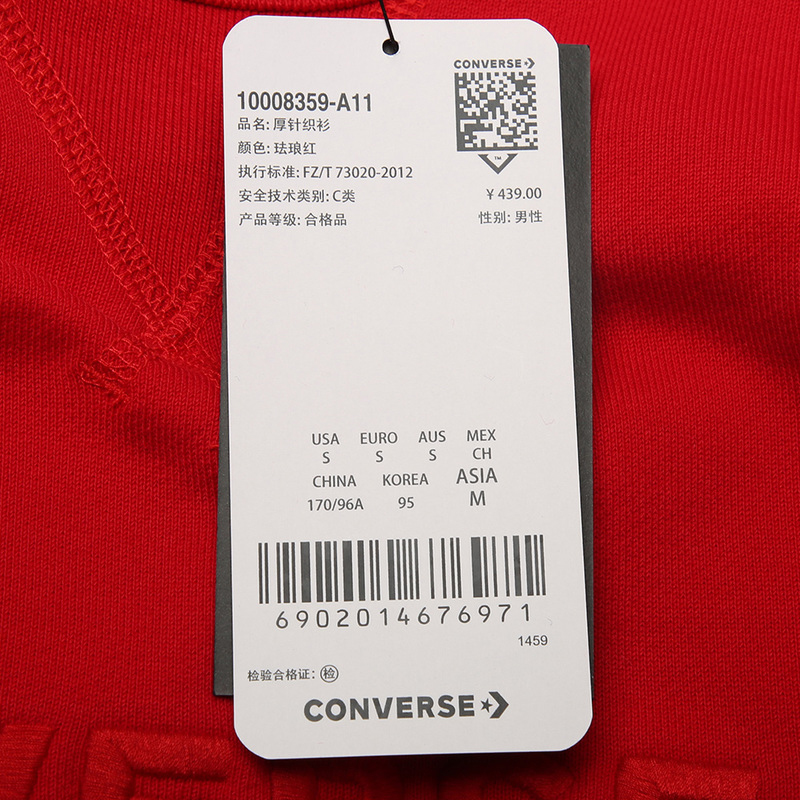 CONVERSE
10008359-A11
品名: 厚针织衫
颜色: 珐琅红
执行标准: FZ/T 73020-2012
安全技术类别: C类
¥ 439.00
产品等级: 合格品
性别: 男性
TM
USA EURO AUS MEX
S S S CH
CHINA KOREA ASIA
170/96A 95 M
6902014676971
1459
检验合格证: 检
CONVERSE